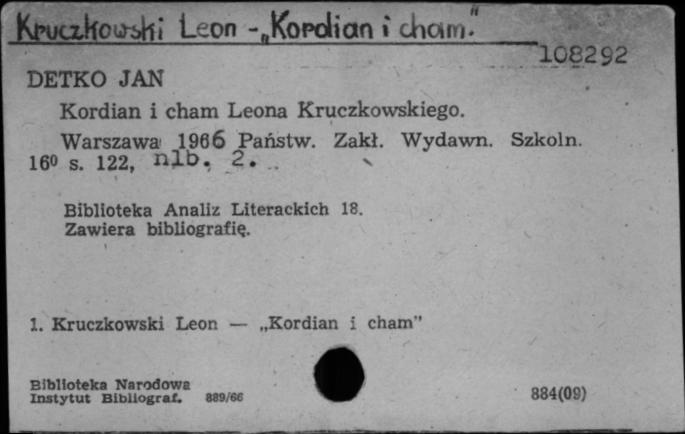 Kruczkowski Leon - „Kordian i cham."
108292
DETKO JAN
Kordian i cham Leona Kruczkowskiego.
Warszawa 1966 Państw. Zakł. Wydawn. Szkoln.
16⁰ s. 122, nlb. 2.
Biblioteka Analiz Literackich 18.
Zawiera bibliografię.
1. Kruczkowski Leon — „Kordian i cham”
Biblioteka Narodowa
Instytut Bibliograf. 889/66
884(09)